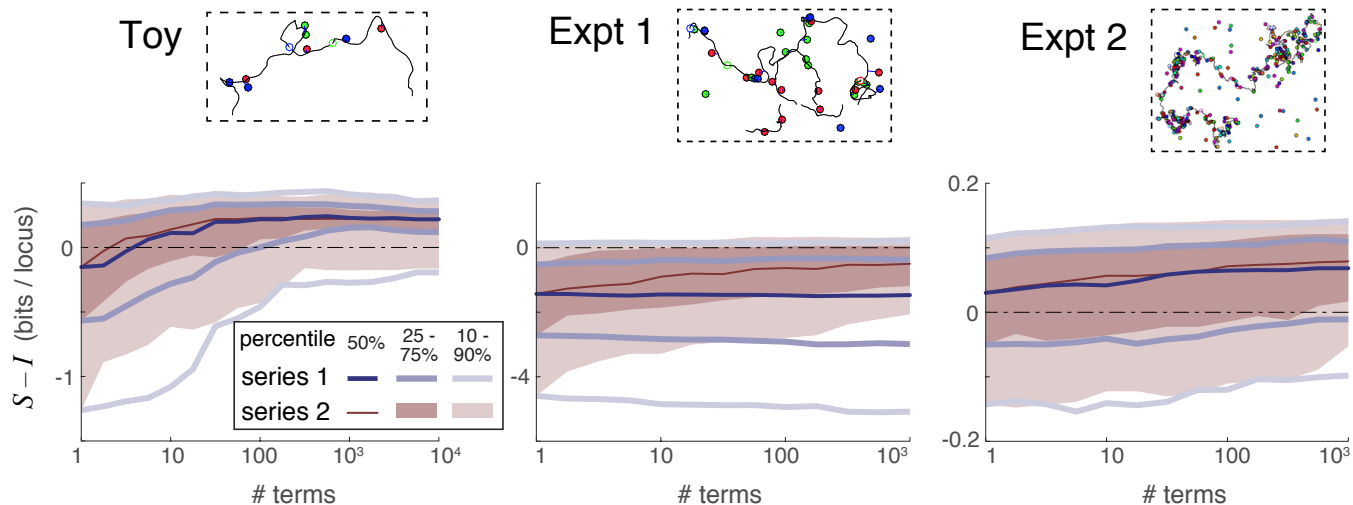 Toy
Expt 1
Expt 2
S – I (bits / locus)
0
-1
percentile 50% 25 - 75% 10 - 90%
series 1
series 2
1 10 100 10³ 10⁴
# terms
0
-4
1 10 100 10³
# terms
0.2
0
-0.2
1 10 100 10³
# terms